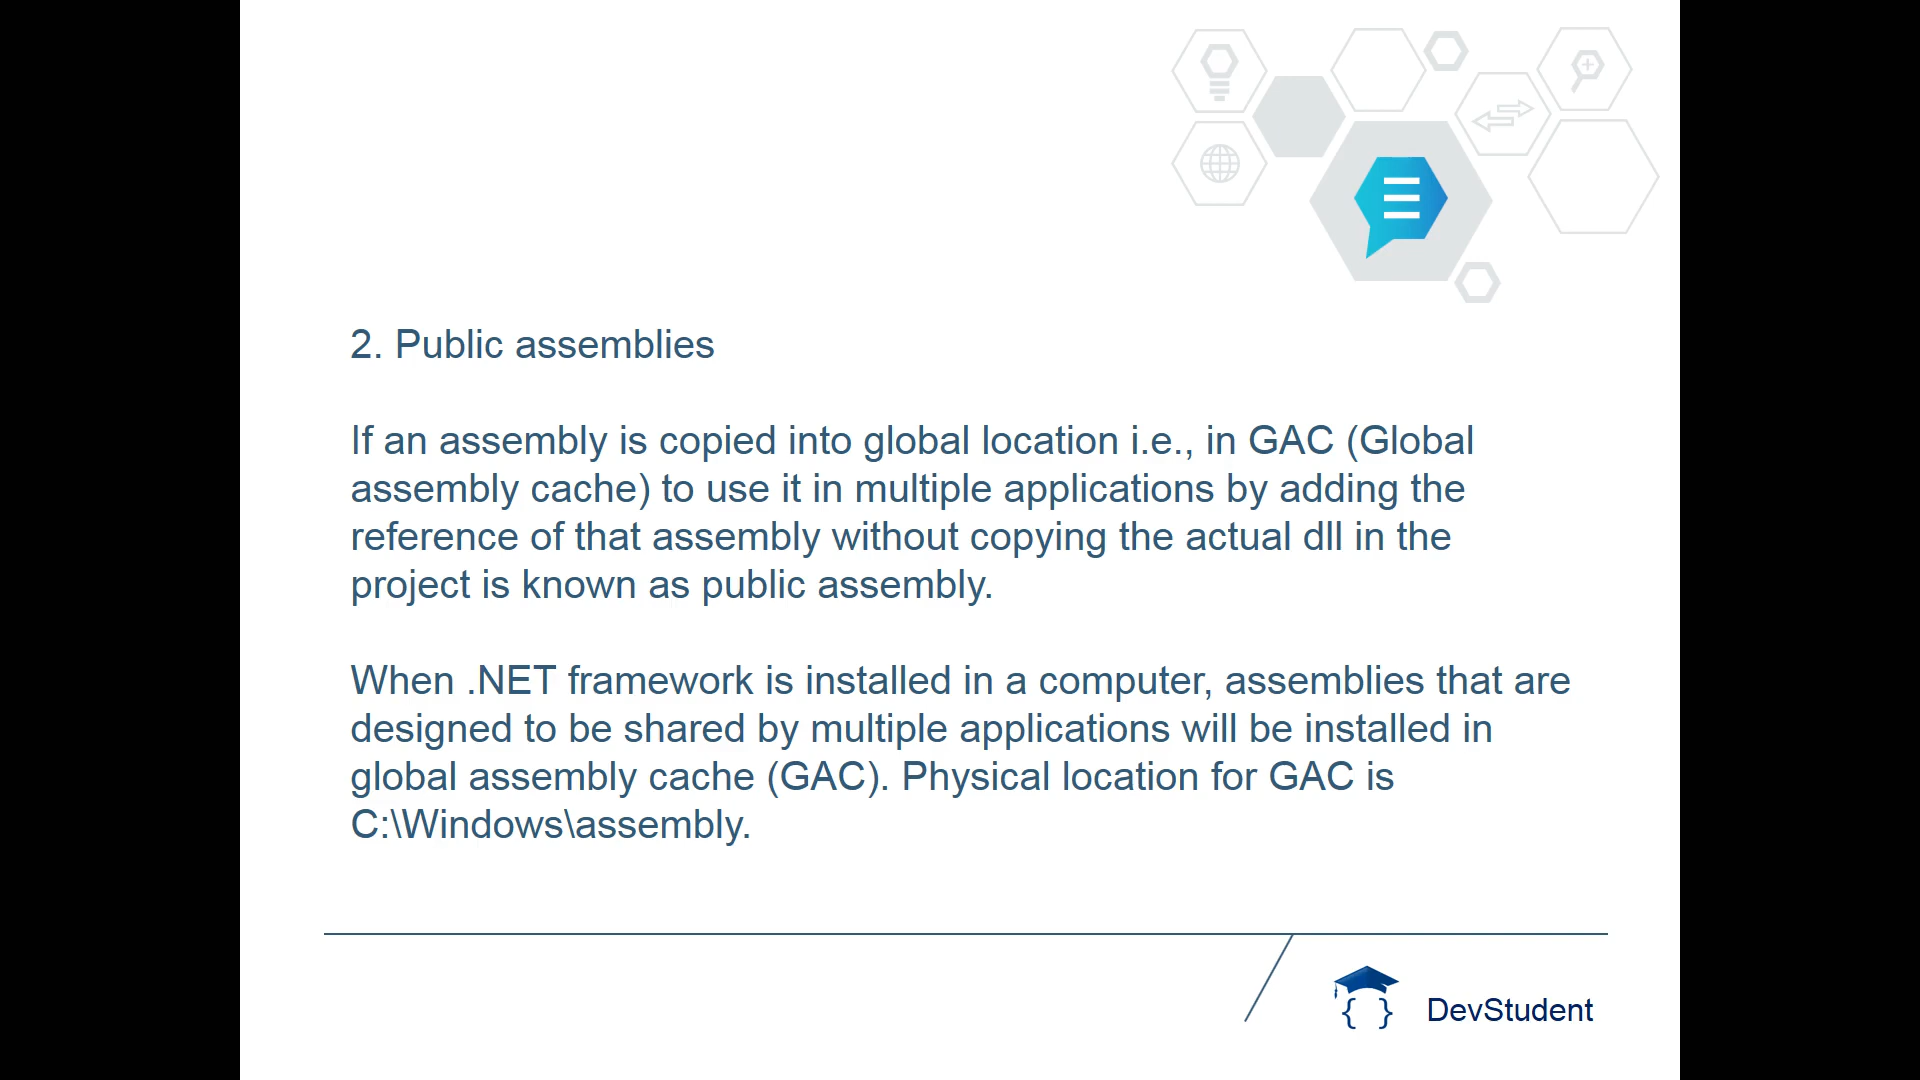 2. Public assemblies
If an assembly is copied into global location i.e., in GAC (Global
assembly cache) to use it in multiple applications by adding the
reference of that assembly without copying the actual dll in the
project is known as public assembly.
When .NET framework is installed in a computer, assemblies that are
designed to be shared by multiple applications will be installed in
global assembly cache (GAC). Physical location for GAC is
C:\Windows\assembly.
{ } DevStudent